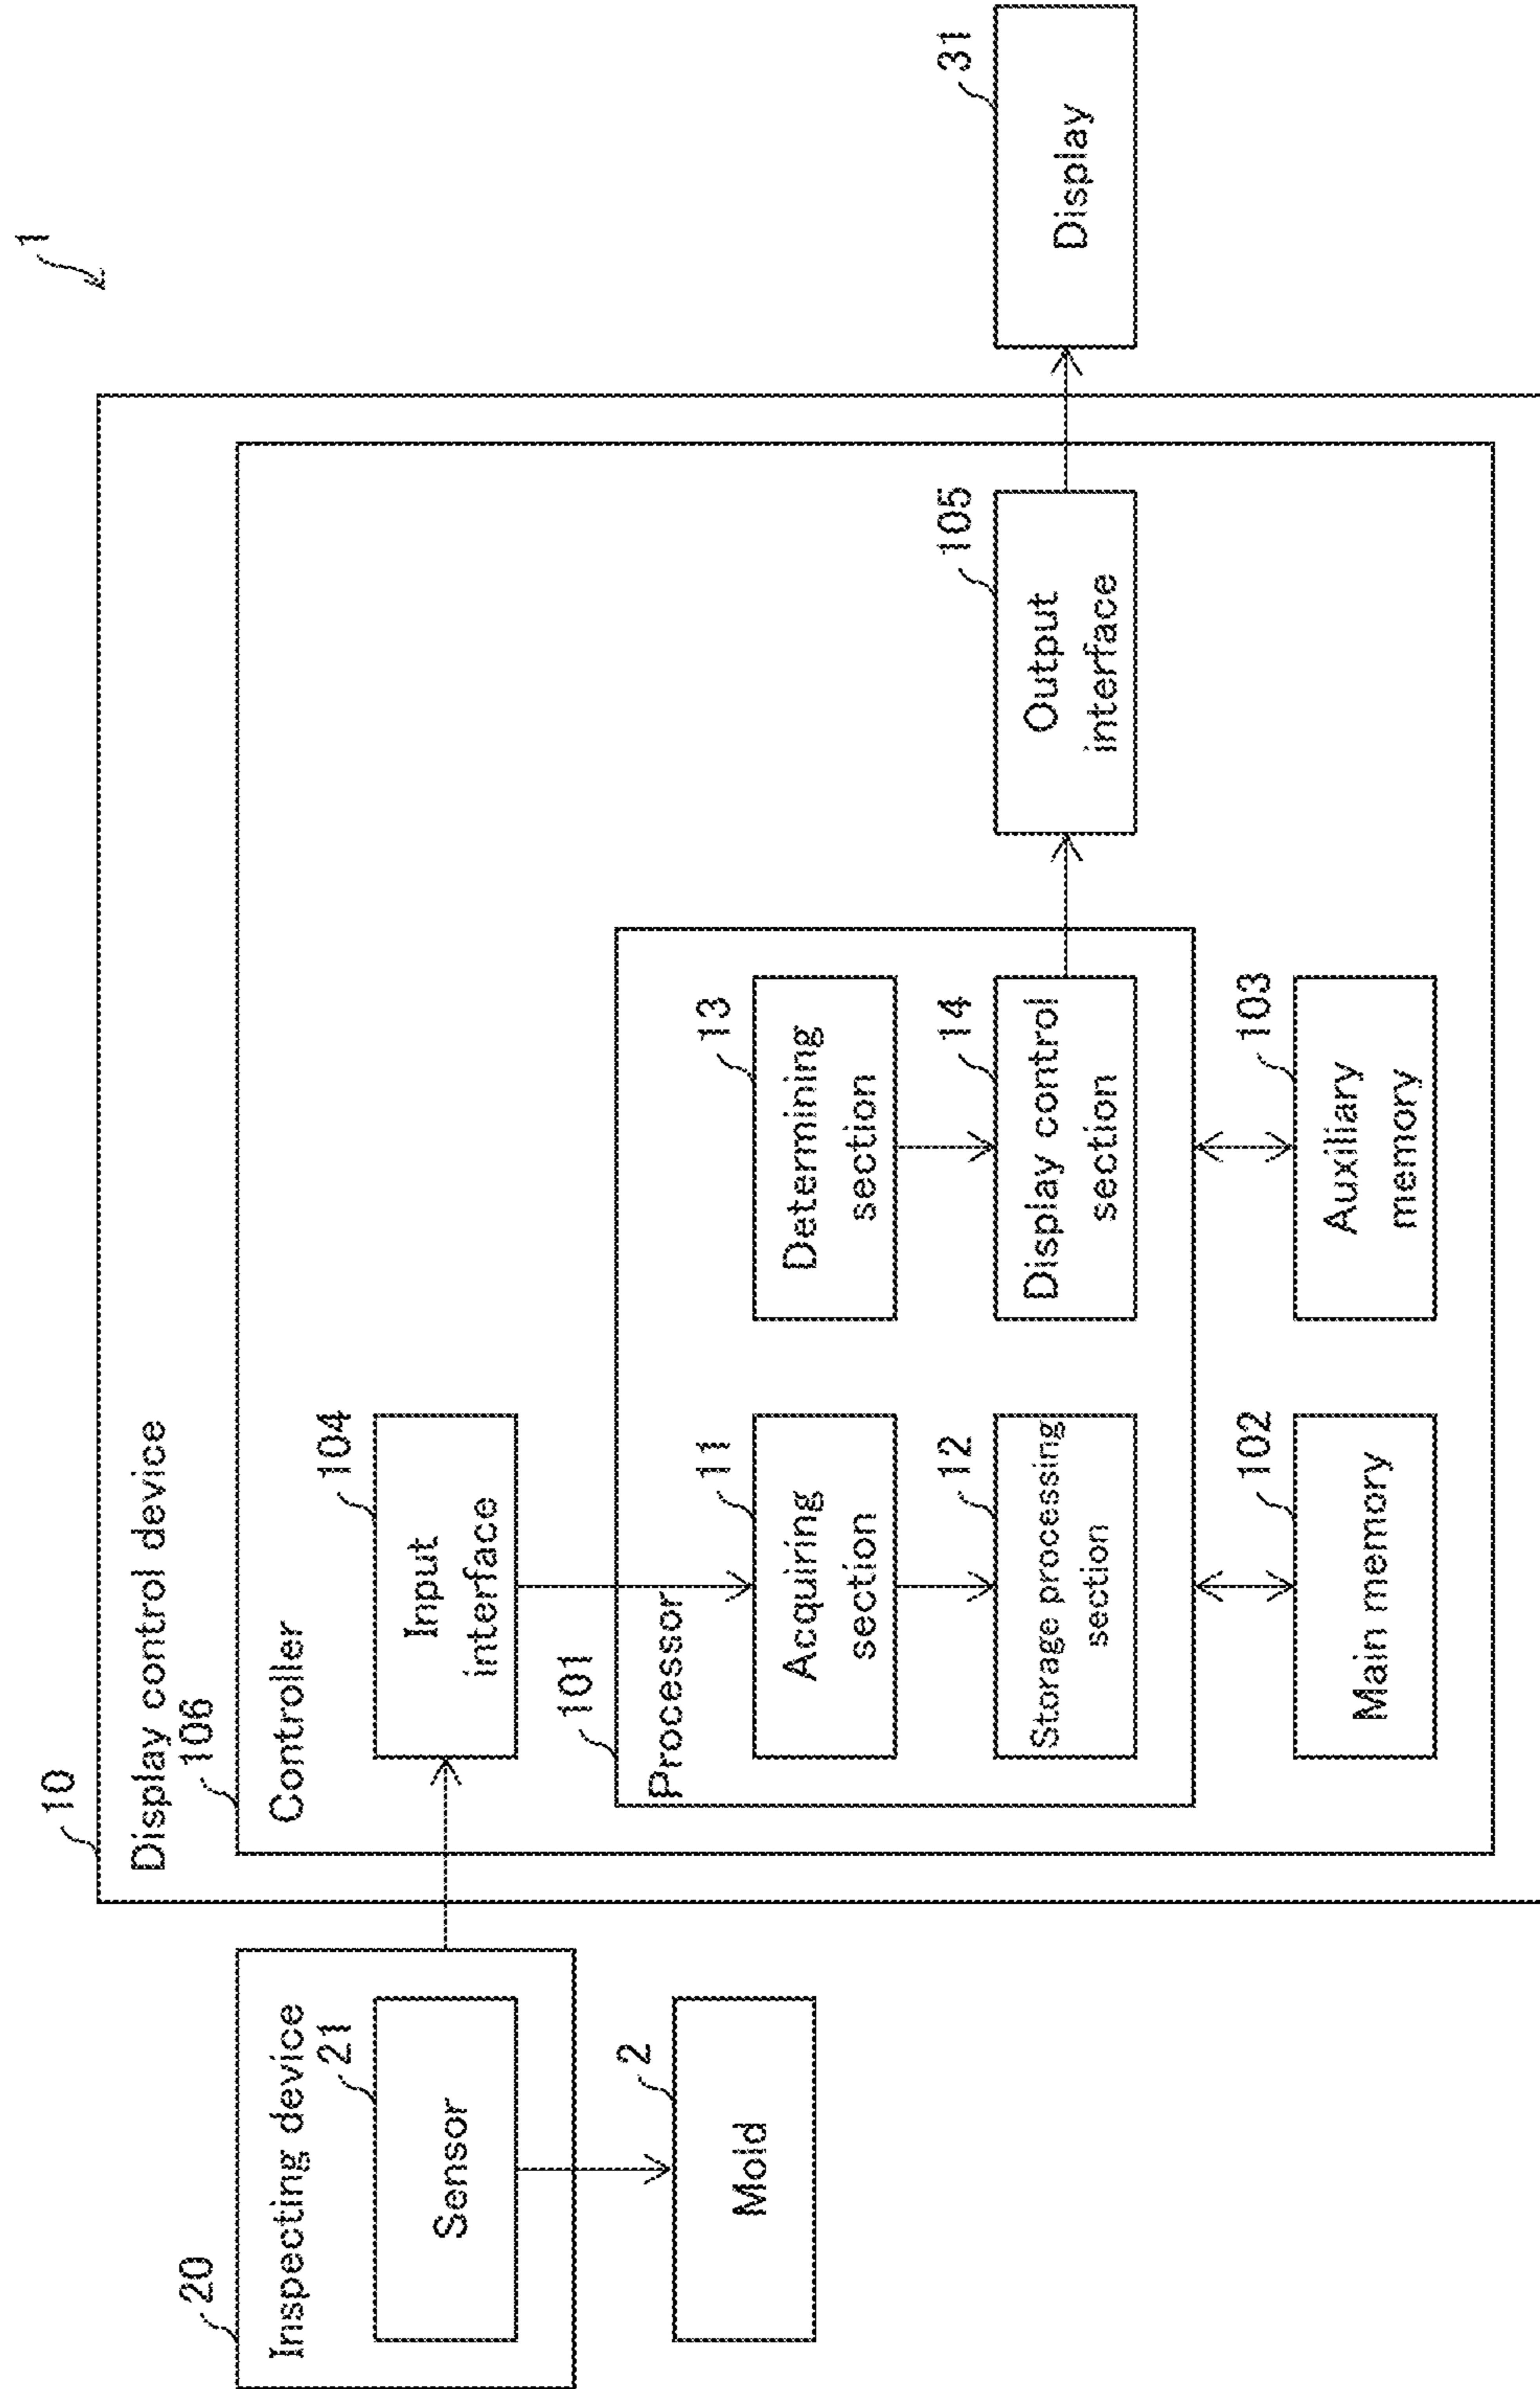 1
10
Display control device
106
Controller
20
Inspecting device
21
Sensor
2
Mold
104
Input
interface
101
Processor
11
Acquiring
section
12
Storage processing
section
13
Determining
section
14
Display control
section
102
Main memory
103
Auxiliary
memory
105
Output
interface
31
Display